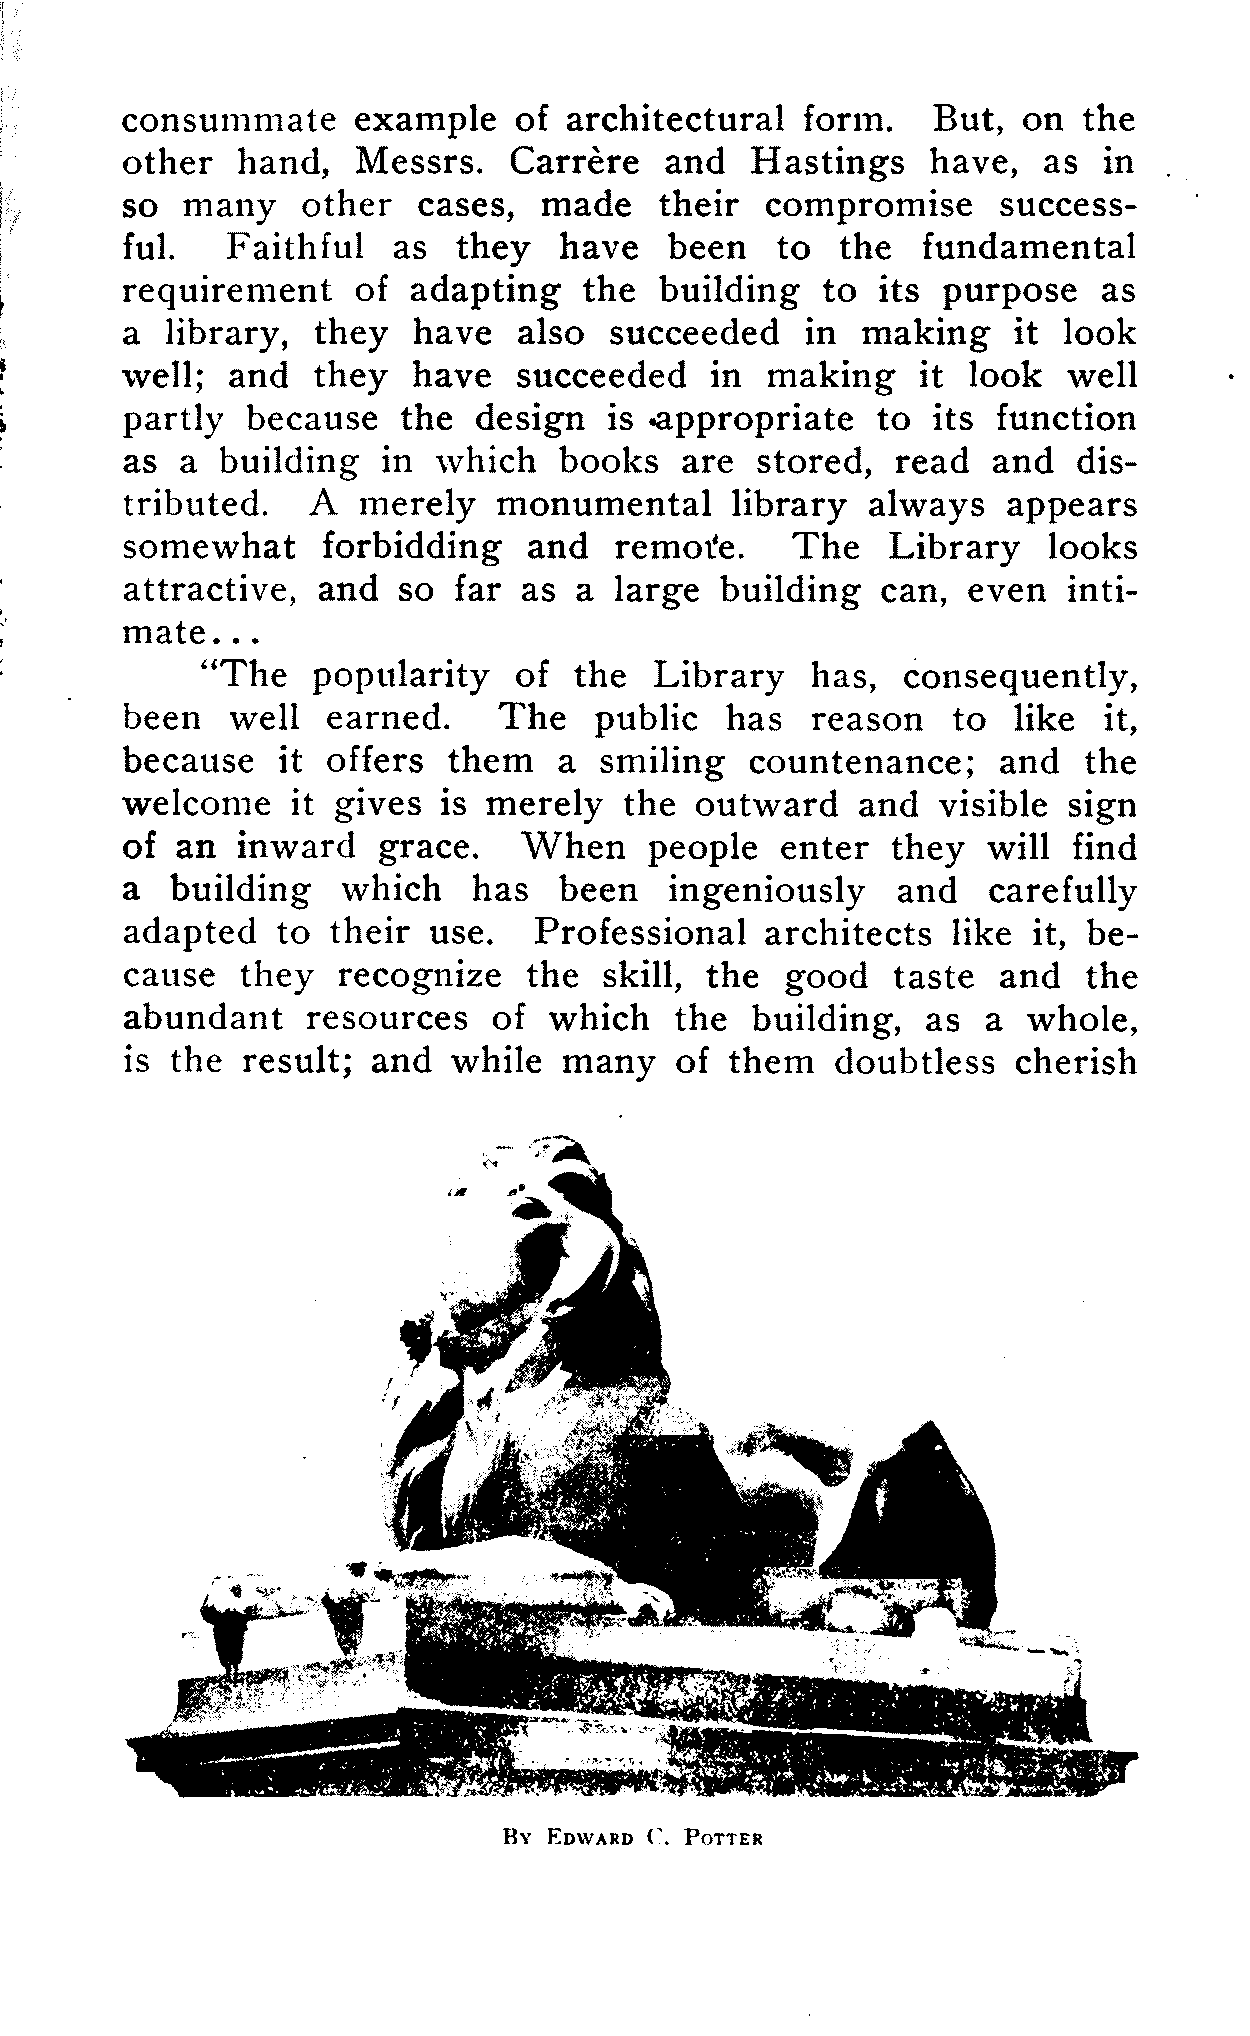 consummate example of architectural form. But, on the
other hand, Messrs. Carrère and Hastings have, as in
so many other cases, made their compromise success-
ful. Faithful as they have been to the fundamental
requirement of adapting the building to its purpose as
a library, they have also succeeded in making it look
well; and they have succeeded in making it look well
partly because the design is appropriate to its function
as a building in which books are stored, read and dis-
tributed. A merely monumental library always appears
somewhat forbidding and remote. The Library looks
attractive, and so far as a large building can, even inti-
mate...
“The popularity of the Library has, consequently,
been well earned. The public has reason to like it,
because it offers them a smiling countenance; and the
welcome it gives is merely the outward and visible sign
of an inward grace. When people enter they will find
a building which has been ingeniously and carefully
adapted to their use. Professional architects like it, be-
cause they recognize the skill, the good taste and the
abundant resources of which the building, as a whole,
is the result; and while many of them doubtless cherish
By Edward C. Potter